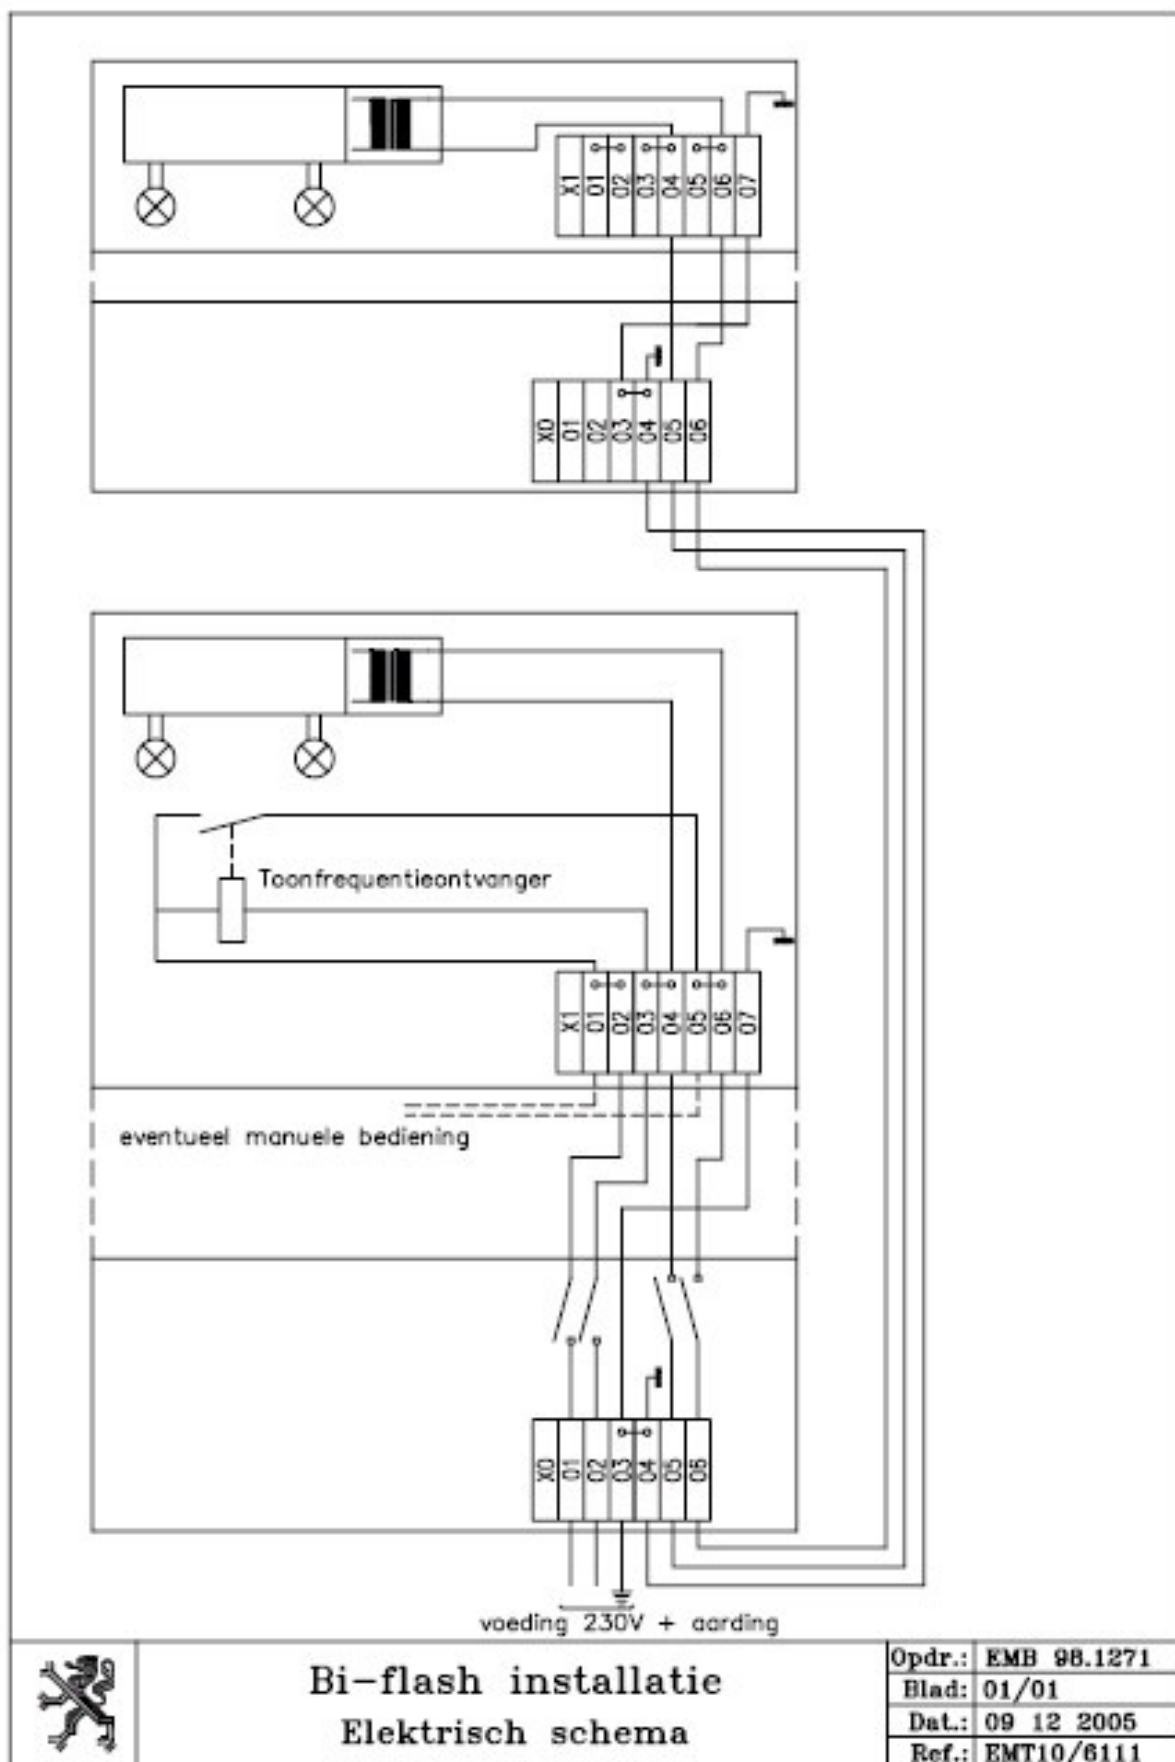 X1 01 02 03 04 05 06 07
X0 01 02 03 04 05 06
Toonfrequentieontvanger
X1 01 02 03 04 05 06 07
eventueel manuele bediening
X0 01 02 03 04 05 06
voeding 230V + aarding
Bi-flash installatie
Elektrisch schema
Opdr.: EMB 98.1271
Blad: 01/01
Dat.: 09 12 2005
Ref.: EMT10/6111